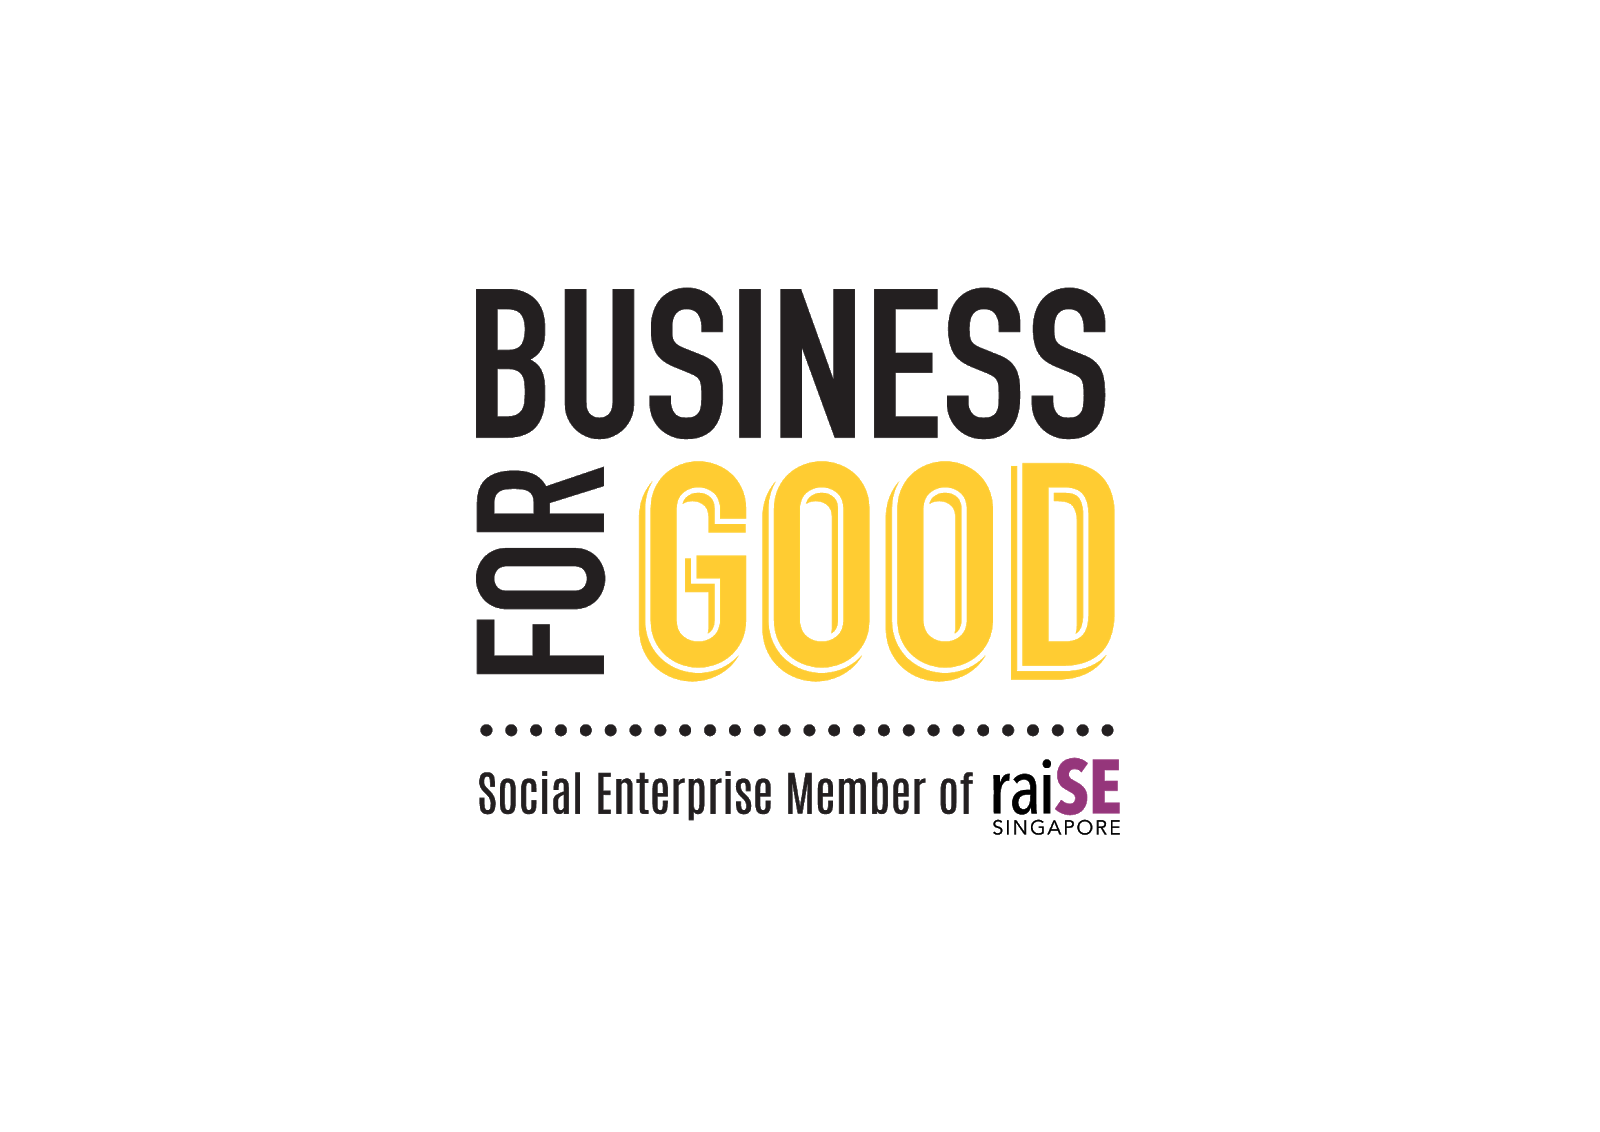 BUSINESS
FOR GOOD
Social Enterprise Member of raiSE
SINGAPORE